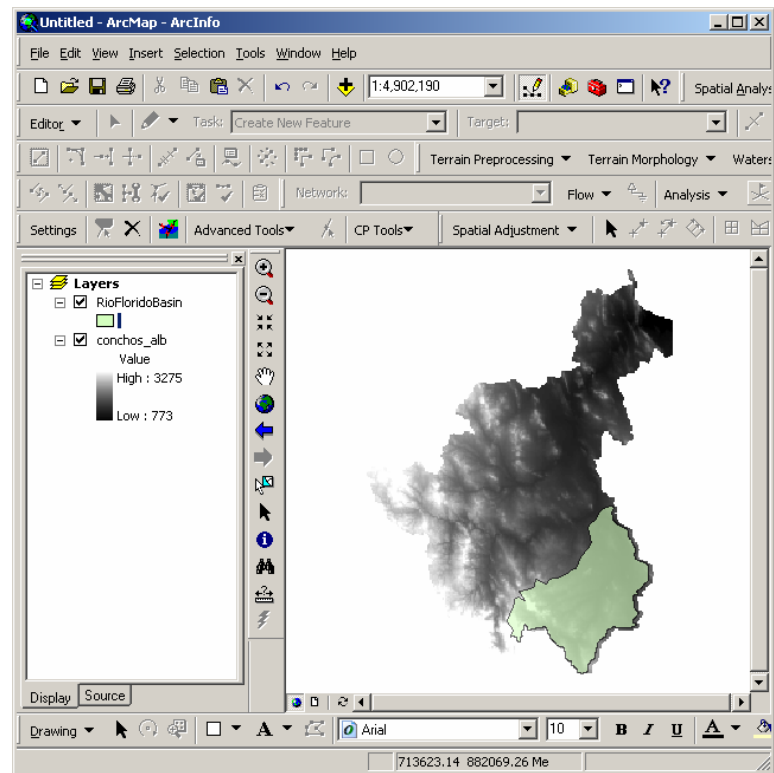 Untitled - ArcMap - ArcInfo
File Edit View Insert Selection Tools Window Help
1:4,902,190 Spatial Analys
Editor Task: Create New Feature Target:
Terrain Preprocessing Terrain Morphology Waters
Network: Flow Analysis
Settings Advanced Tools CP Tools Spatial Adjustment
Layers
RioFloridoBasin
conchos_alb
Value
High : 3275
Low : 773
Display Source
Drawing A Arial 10 B I U A
713623.14 882069.26 Me